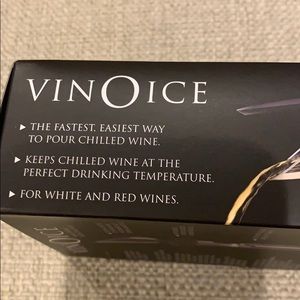 VINOICE
▸ THE FASTEST, EASIEST WAY
TO POUR CHILLED WINE.
▸ KEEPS CHILLED WINE AT THE
PERFECT DRINKING TEMPERATURE.
▸ FOR WHITE AND RED WINES.